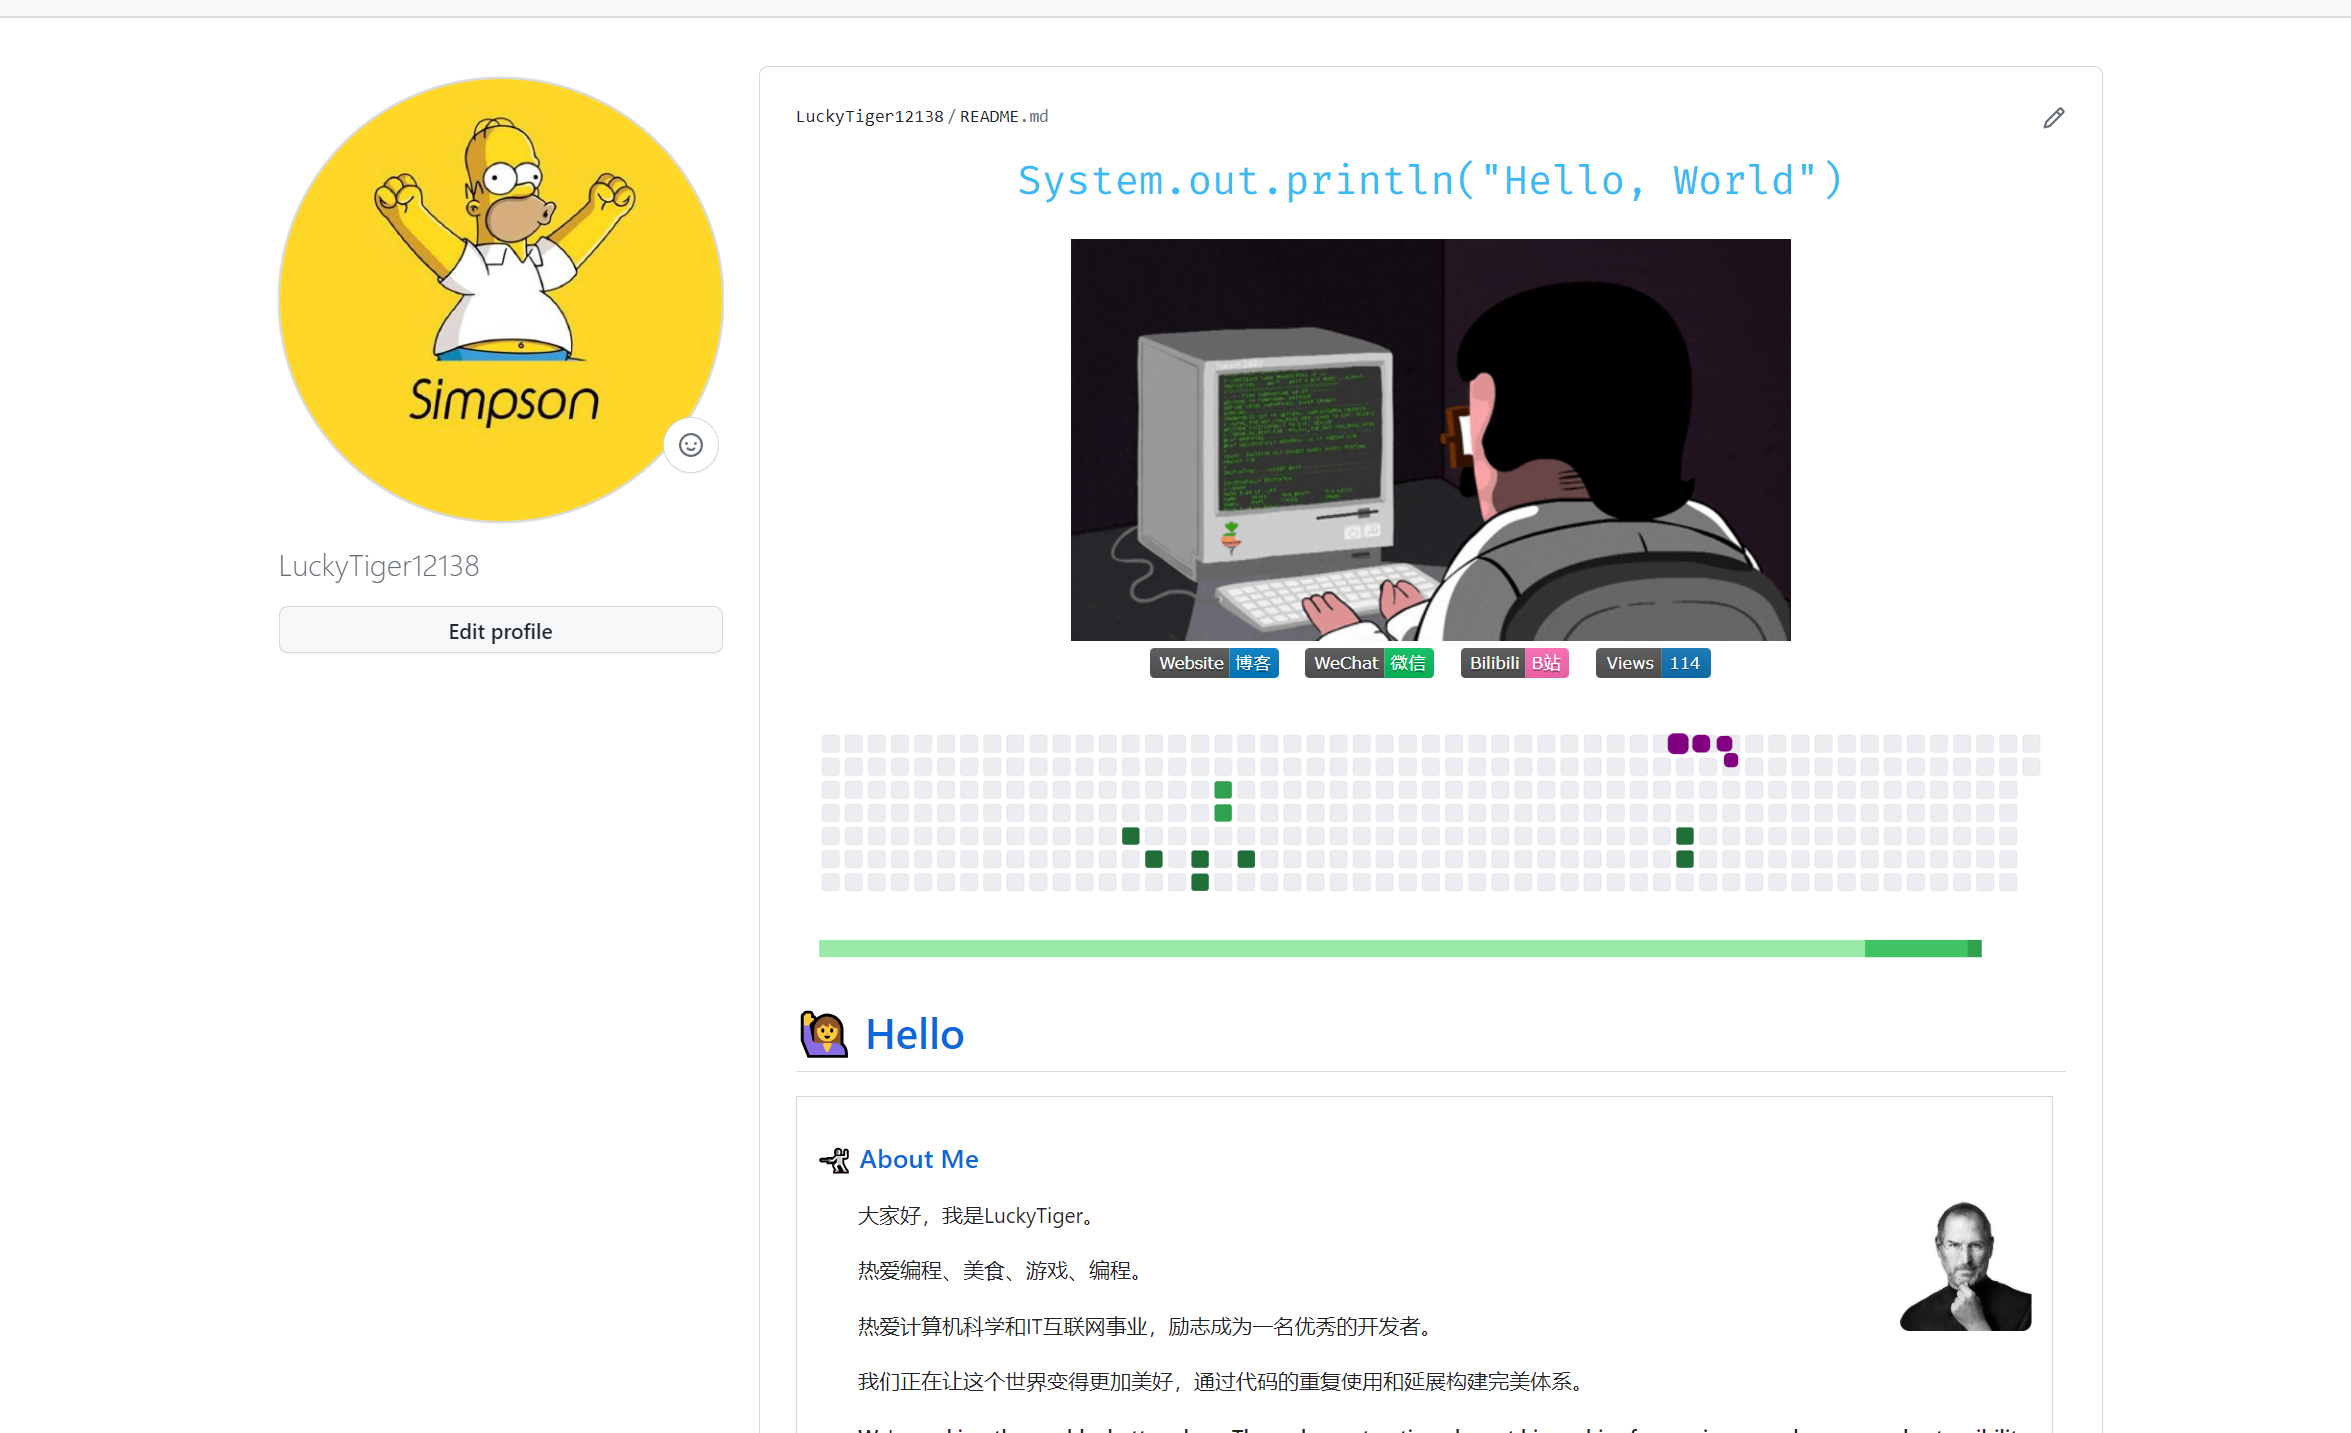 Simpson
LuckyTiger12138
Edit profile
LuckyTiger12138 / README.md
System.out.println("Hello, World")
Website 博客 WeChat 微信 Bilibili B站 Views 114
Hello
About Me
大家好，我是LuckyTiger。
热爱编程、美食、游戏、编程。
热爱计算机科学和IT互联网事业，励志成为一名优秀的开发者。
我们正在让这个世界变得更加美好，通过代码的重复使用和延展构建完美体系。